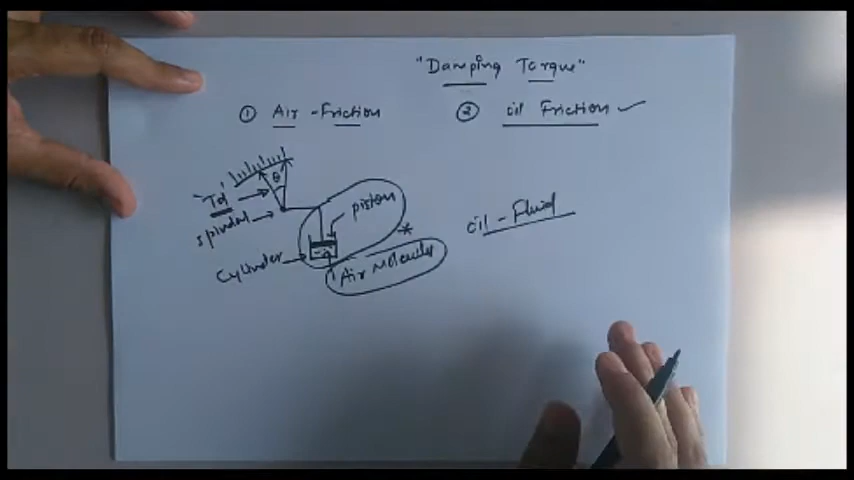 "Damping Torque"
① Air - Friction
② oil Friction ✓
θ
"Td"
spindal
piston
Cylinder
*
Air Molecules
oil - Fluid